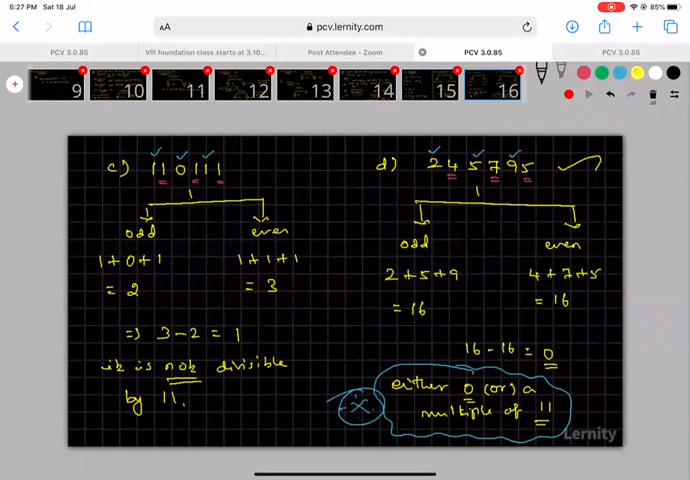 6:27 PM Sat 18 Jul
85%
AA
pcv.lernity.com
PCV 3.0.85
VIII foundation class starts at 3.10...
Post Attendee - Zoom
PCV 3.0.85
PCV 3.0.85
9
10
11
12
13
14
15
16
all
c) 110111
odd
even
1+0+1
1+1+1
= 2
= 3
=> 3-2 = 1
it is not divisible
by 11.
d) 245795
odd
even
2+5+9
4+7+5
= 16
= 16
16 - 16 = 0
either 0 (or) a
multiple of 11
Lernity